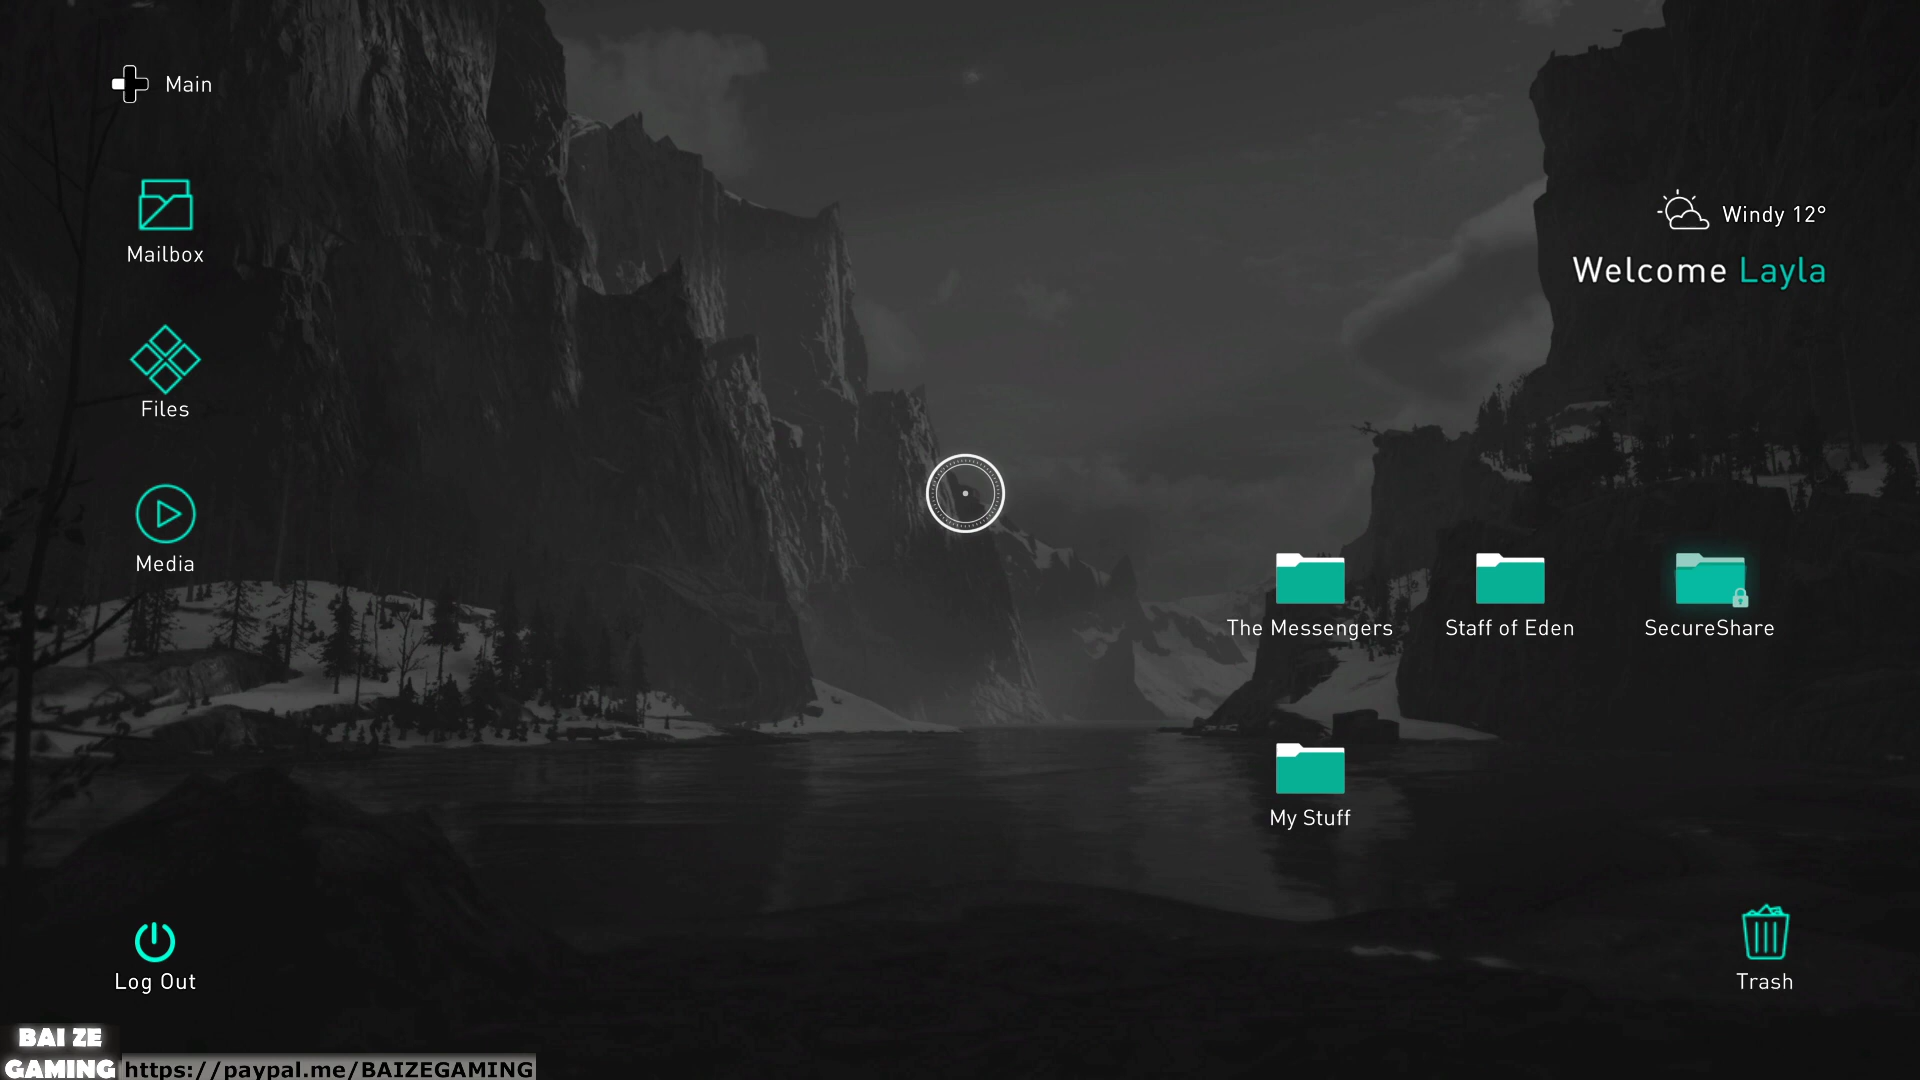 Main
Mailbox
Windy 12°
Welcome Layla
Files
Media
The Messengers
Staff of Eden
SecureShare
My Stuff
Log Out
Trash
BAI ZE
GAMING
https://paypal.me/BAIZEGAMING